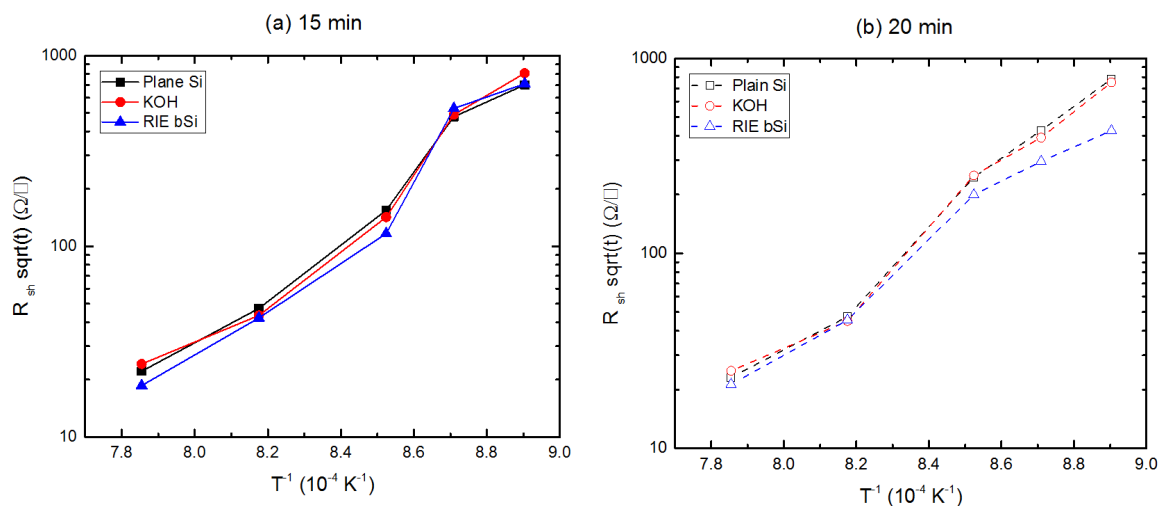 (a) 15 min
1000
100
10
R sh sqrt(t) (Ω/□)
Plane Si
KOH
RIE bSi
7.8 8.0 8.2 8.4 8.6 8.8 9.0
T-1 (10-4 K-1)
(b) 20 min
1000
100
10
R sh sqrt(t) (Ω/□)
Plain Si
KOH
RIE bSi
7.8 8.0 8.2 8.4 8.6 8.8 9.0
T-1 (10-4 K-1)